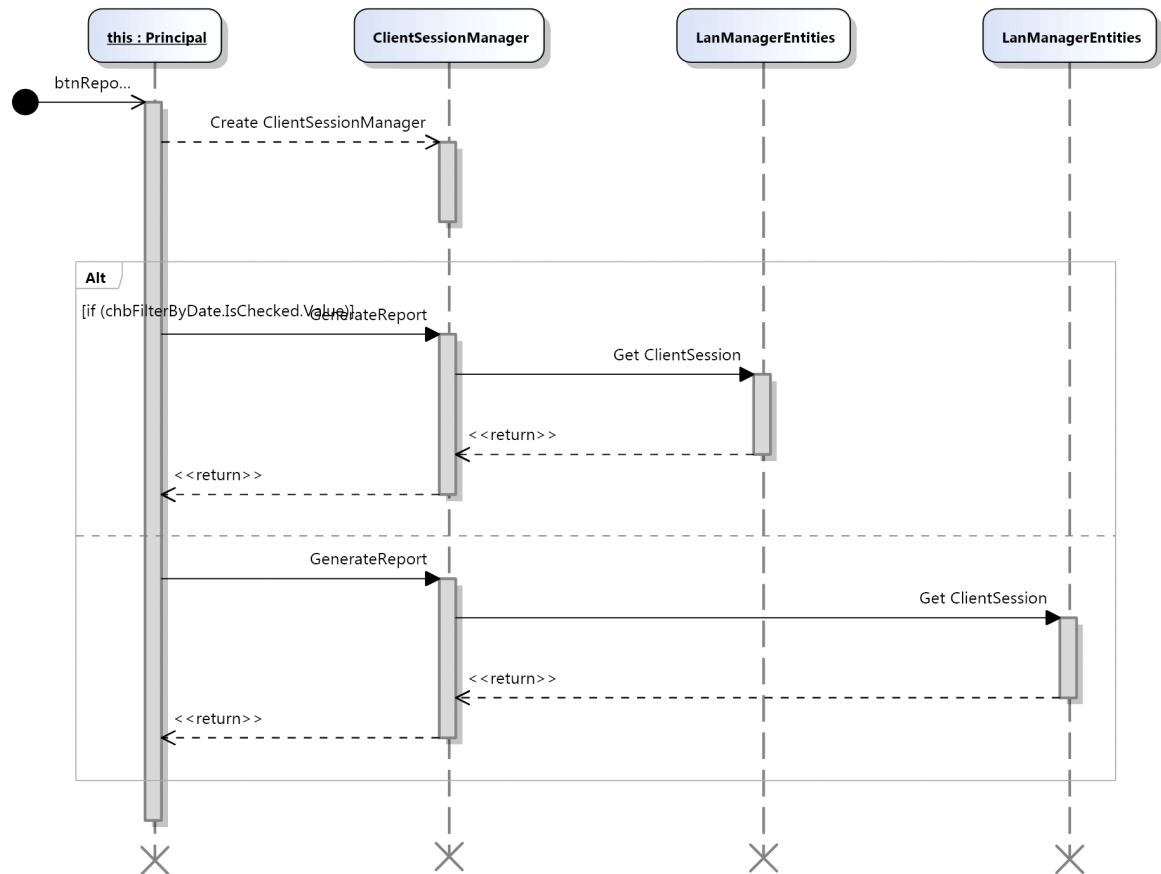 this : Principal
ClientSessionManager
LanManagerEntities
LanManagerEntities
btnRepo...
Create ClientSessionManager
Alt
[if (chbFilterByDate.IsChecked.Value)]
GenerateReport
Get ClientSession
<<return>>
<<return>>
GenerateReport
Get ClientSession
<<return>>
<<return>>